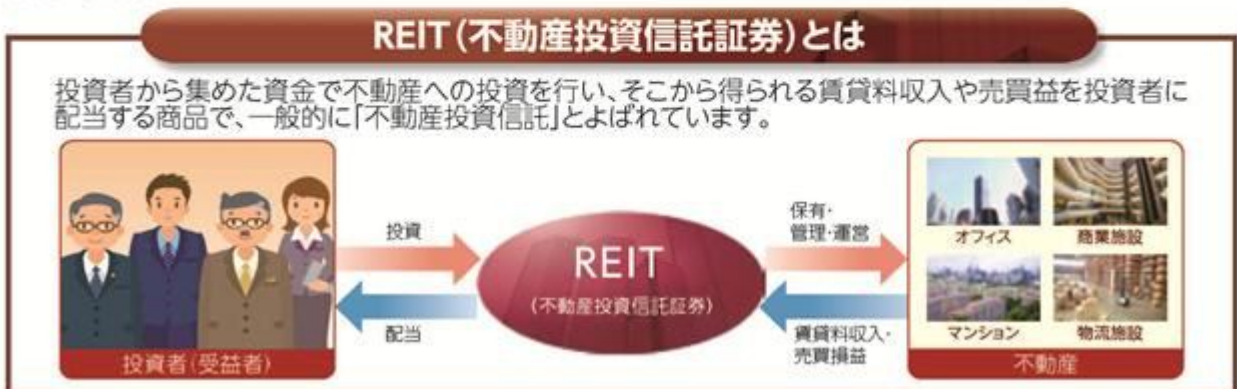 REIT(不動産投資信託証券)とは
投資者から集めた資金で不動産への投資を行い、そこから得られる賃貸料収入や売買益を投資者に
配当する商品で、一般的に「不動産投資信託」とよばれています。
投資
配当
投資者(受益者)
REIT
(不動産投資信託証券)
保有・
管理・運営
賃貸料収入・
売買損益
オフィス
商業施設
マンション
物流施設
不動産